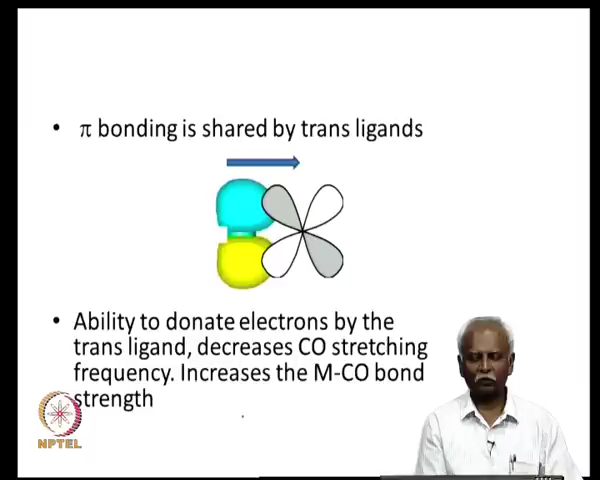 • π bonding is shared by trans ligands
• Ability to donate electrons by the
trans ligand, decreases CO stretching
frequency. Increases the M-CO bond
strength
NPTEL